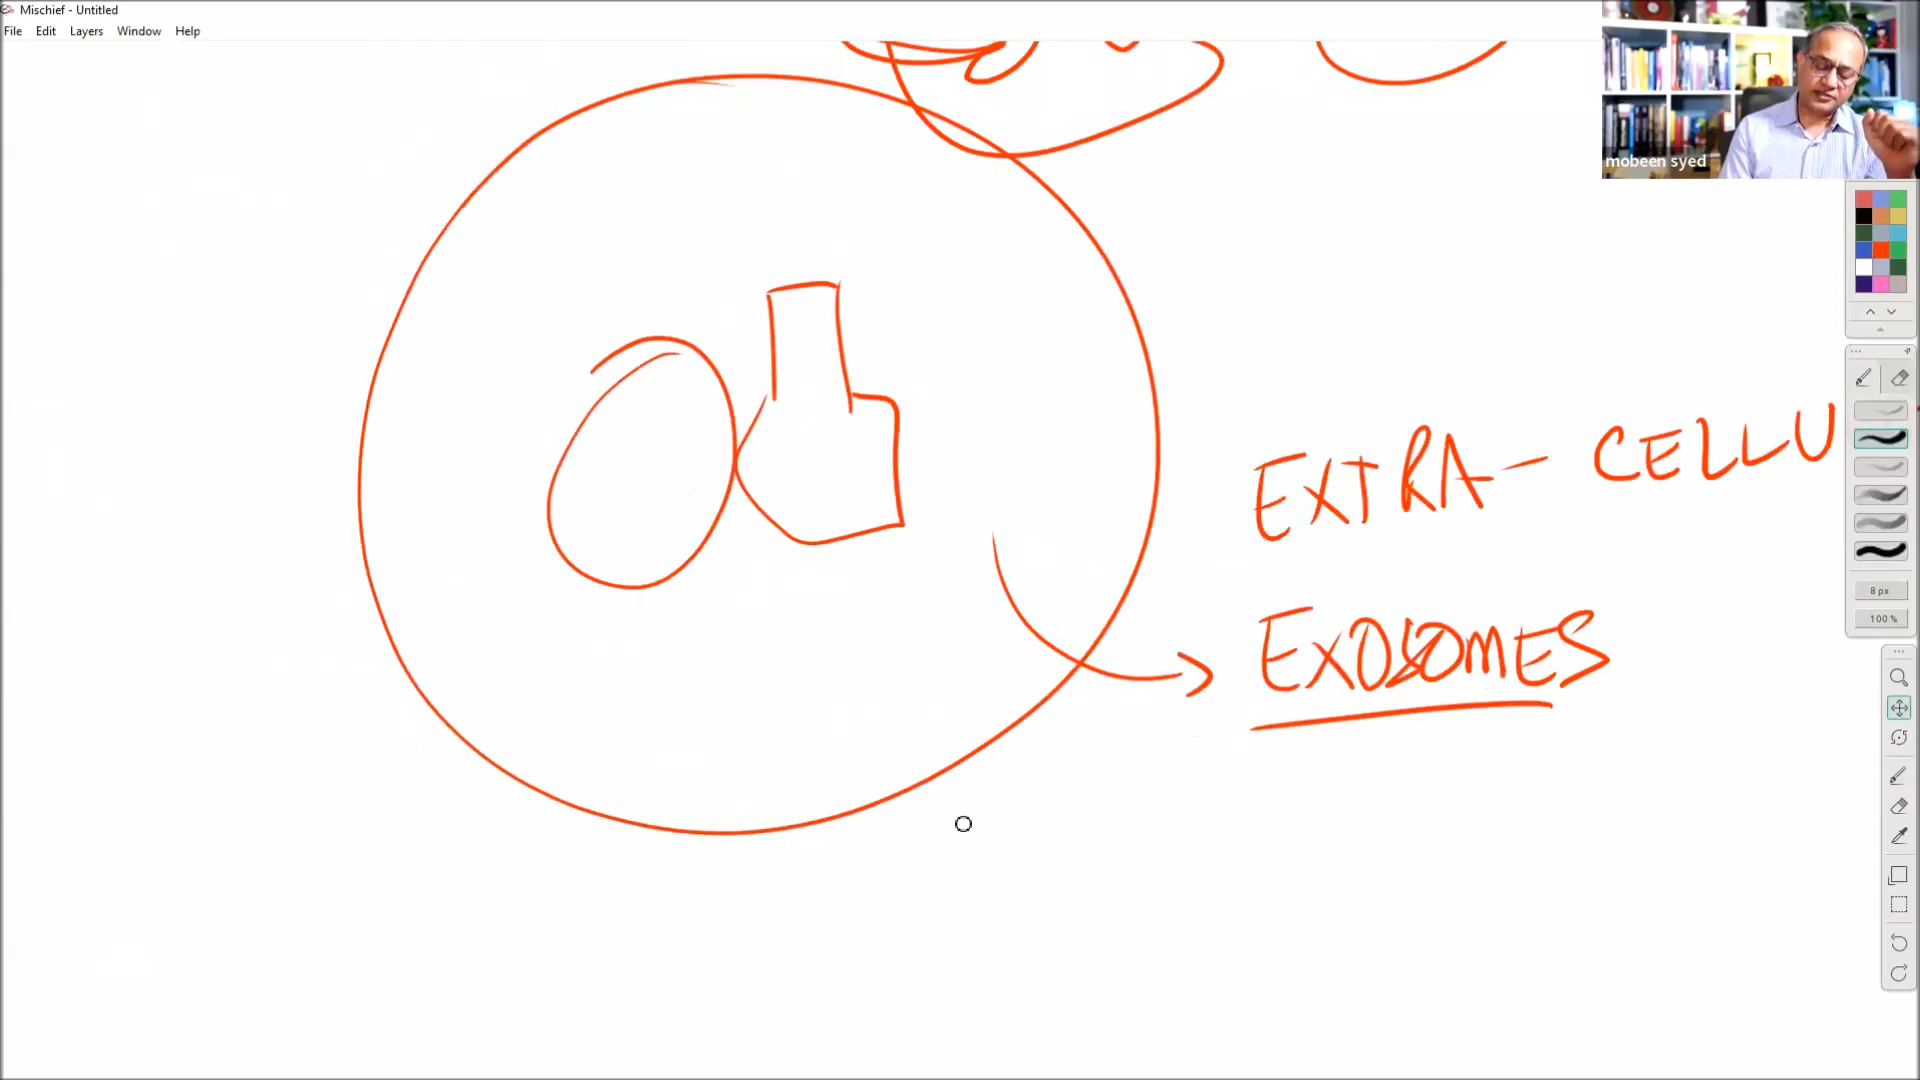 Mischief - Untitled
File Edit Layers Window Help
mobeen syed
EXTRA - CELLU
EXOSOMES
8 px
100 %